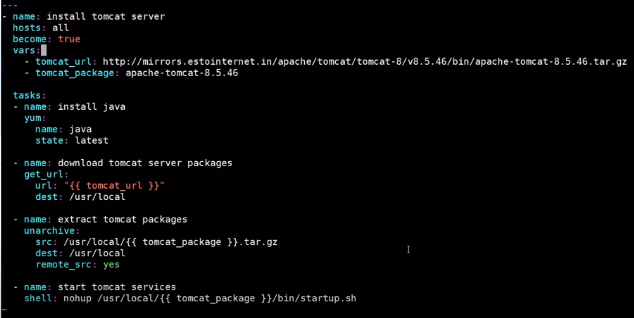 ---
- name: install tomcat server
  hosts: all
  become: true
  vars:
    - tomcat_url: http://mirrors.estointernet.in/apache/tomcat/tomcat-8/v8.5.46/bin/apache-tomcat-8.5.46.tar.gz
    - tomcat_package: apache-tomcat-8.5.46
  tasks:
  - name: install java
    yum:
      name: java
      state: latest
  - name: download tomcat server packages
    get_url:
      url: "{{ tomcat_url }}"
      dest: /usr/local
  - name: extract tomcat packages
    unarchive:
      src: /usr/local/{{ tomcat_package }}.tar.gz
      dest: /usr/local
      remote_src: yes
  - name: start tomcat services
    shell: nohup /usr/local/{{ tomcat_package }}/bin/startup.sh
~